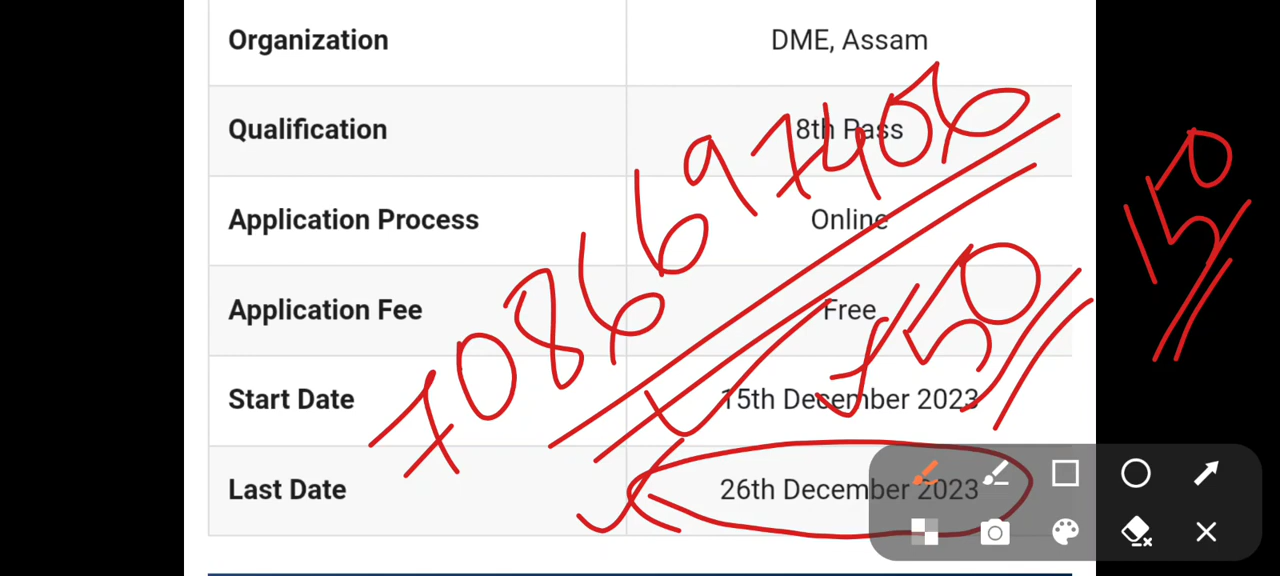 Organization DME, Assam
Qualification 8th Pass
Application Process Online
Application Fee Free
Start Date 15th December 2023
Last Date 26th December 2023
7086697406
150